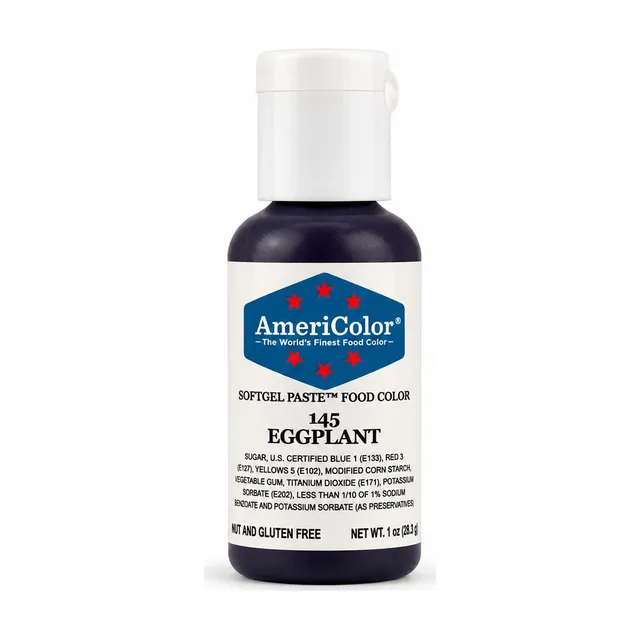 AmeriColor®
The World's Finest Food Color
SOFTGEL PASTE™ FOOD COLOR
145
EGGPLANT
SUGAR, U.S. CERTIFIED BLUE 1 (E133), RED 3
(E127), YELLOWS 5 (E102), MODIFIED CORN STARCH,
VEGETABLE GUM, TITANIUM DIOXIDE (E171), POTASSIUM
SORBATE (E202), LESS THAN 1/10 OF 1% SODIUM
BENZOATE AND POTASSIUM SORBATE (AS PRESERVATIVES)
NUT AND GLUTEN FREE NET WT. 1 oz (28.3 g)